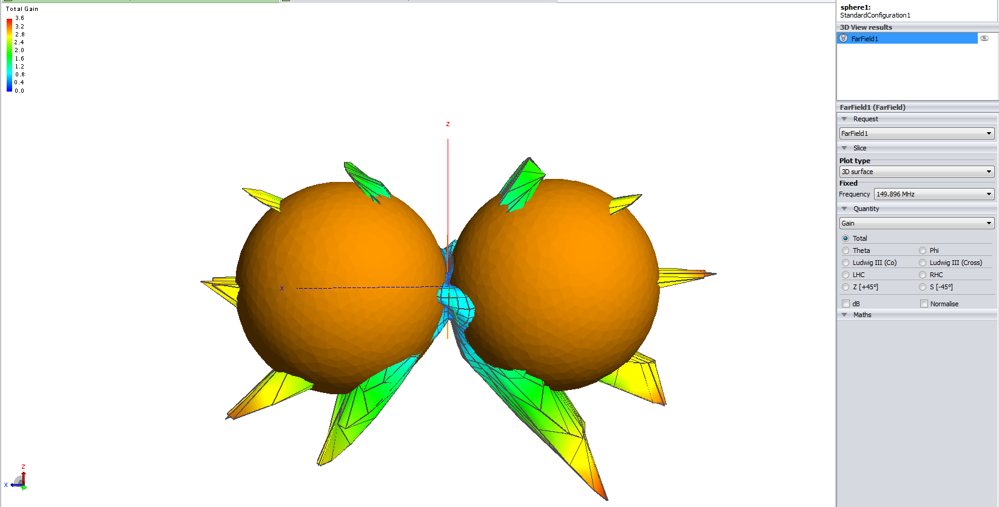 Total Gain
3.6
3.2
2.8
2.4
2.0
1.6
1.2
0.8
0.4
0.0
z
x
z
x
sphere1:
StandardConfiguration1
3D View results
FarField1
FarField1 (FarField)
Request
FarField1
Slice
Plot type
3D surface
Fixed
Frequency 149.896 MHz
Quantity
Gain
Total
Theta Phi
Ludwig III (Co) Ludwig III (Cross)
LHC RHC
Z [+45°] S [-45°]
dB Normalise
Maths